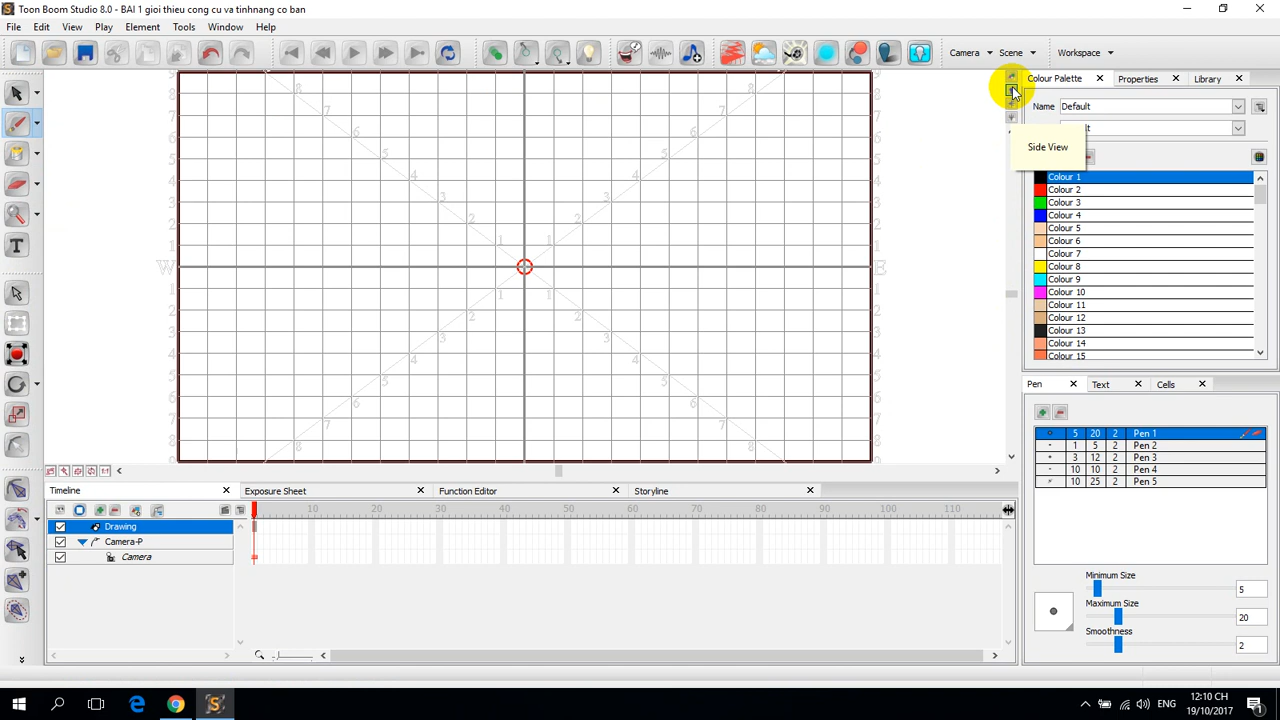 Toon Boom Studio 8.0 - BAI 1 gioi thieu cong cu va tinhnang co ban
File Edit View Play Element Tools Window Help
Camera Scene Workspace
Colour Palette Properties Library
Name Default
Side View
Colour 1
Colour 2
Colour 3
Colour 4
Colour 5
Colour 6
Colour 7
Colour 8
Colour 9
Colour 10
Colour 11
Colour 12
Colour 13
Colour 14
Colour 15
W E
Pen Text Cells
5 20 2 Pen 1
1 5 2 Pen 2
3 12 2 Pen 3
10 10 2 Pen 4
10 25 2 Pen 5
Minimum Size
5
Maximum Size
20
Smoothness
2
Timeline Exposure Sheet Function Editor Storyline
10 20 30 40 50 60 70 80 90 100 110
Drawing
Camera-P
Camera
ENG
12:10 CH
19/10/2017